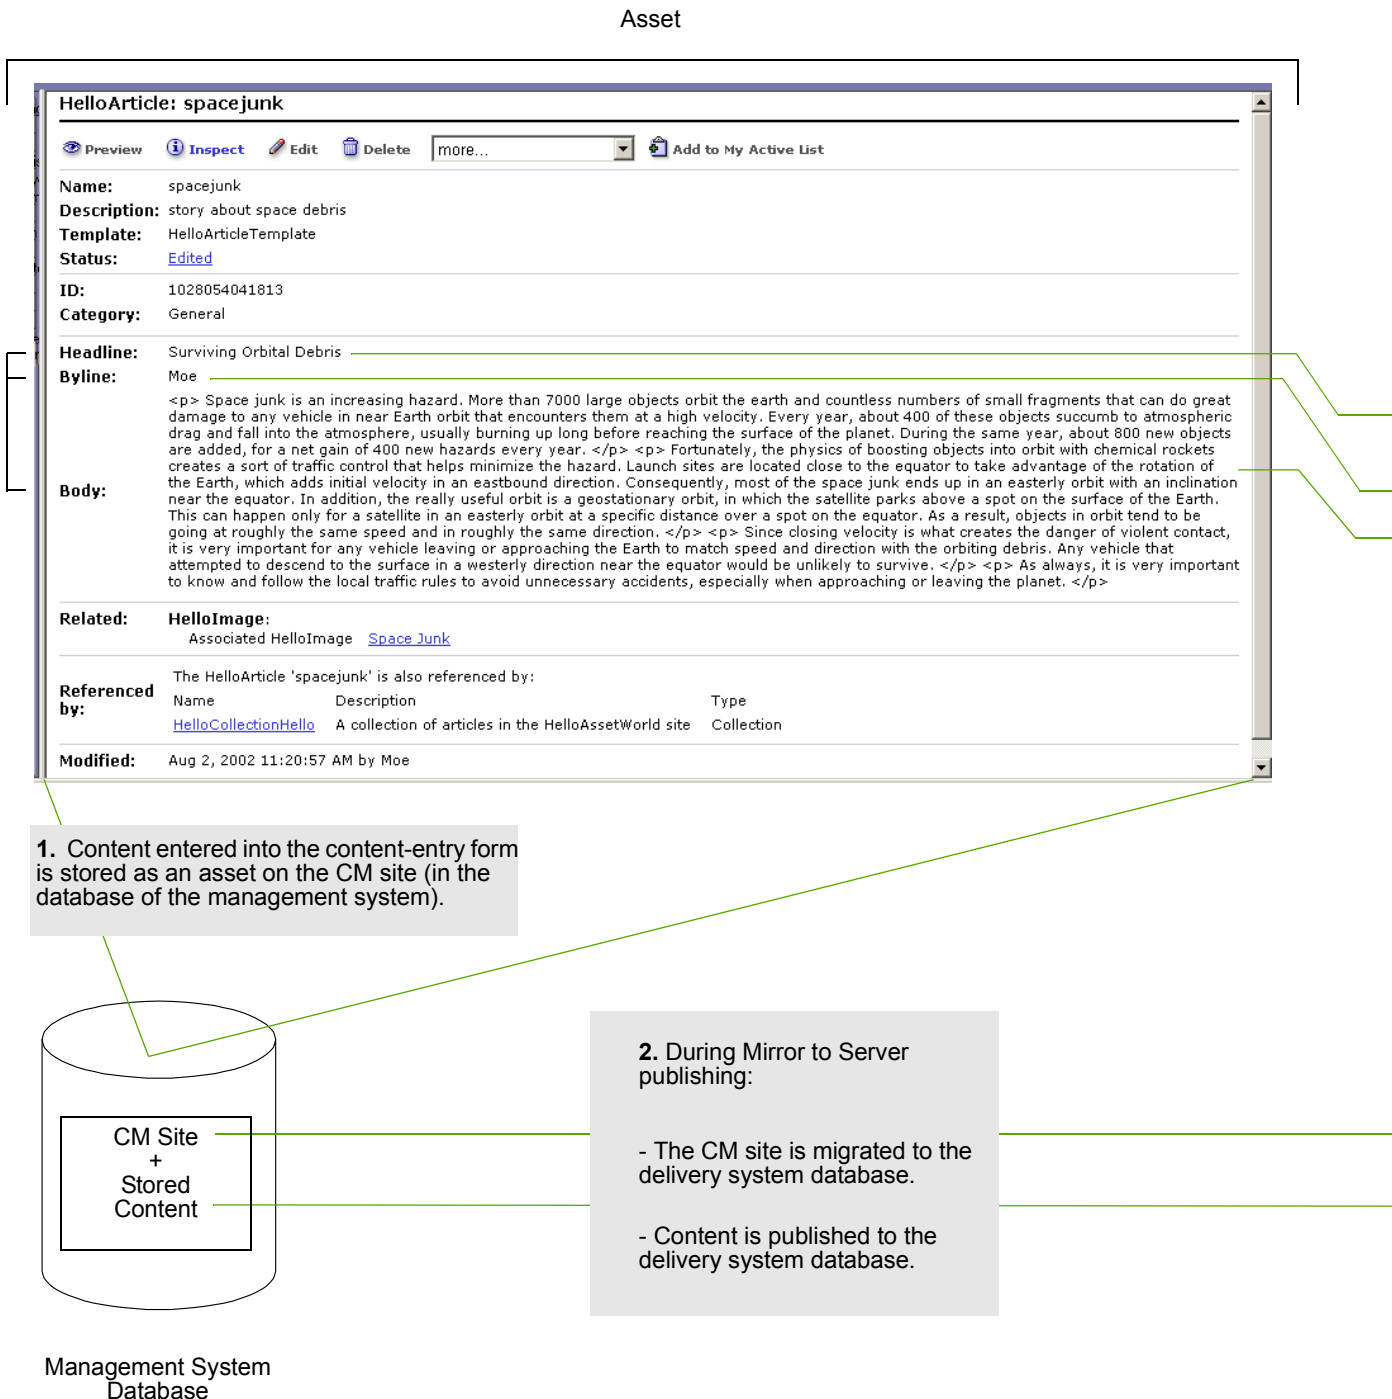 Asset
HelloArticle: spacejunk
Preview Inspect Edit Delete more... Add to My Active List
Name: spacejunk
Description: story about space debris
Template: HelloArticleTemplate
Status: Edited
ID: 1028054041813
Category: General
Headline: Surviving Orbital Debris
Byline: Moe
Body:
<p> Space junk is an increasing hazard. More than 7000 large objects orbit the earth and countless numbers of small fragments that can do great
damage to any vehicle in near Earth orbit that encounters them at a high velocity. Every year, about 400 of these objects succumb to atmospheric
drag and fall into the atmosphere, usually burning up long before reaching the surface of the planet. During the same year, about 800 new objects
are added, for a net gain of 400 new hazards every year. </p> <p> Fortunately, the physics of boosting objects into orbit with chemical rockets
creates a sort of traffic control that helps minimize the hazard. Launch sites are located close to the equator to take advantage of the rotation of
the Earth, which adds initial velocity in an eastbound direction. Consequently, most of the space junk ends up in an easterly orbit with an inclination
near the equator. In addition, the really useful orbit is a geostationary orbit, in which the satellite parks above a spot on the surface of the Earth.
This can happen only for a satellite in an easterly orbit at a specific distance over a spot on the equator. As a result, objects in orbit tend to be
going at roughly the same speed and in roughly the same direction. </p> <p> Since closing velocity is what creates the danger of violent contact,
it is very important for any vehicle leaving or approaching the Earth to match speed and direction with the orbiting debris. Any vehicle that
attempted to descend to the surface in a westerly direction near the equator would be unlikely to survive. </p> <p> As always, it is very important
to know and follow the local traffic rules to avoid unnecessary accidents, especially when approaching or leaving the planet. </p>
Related: HelloImage:
Associated HelloImage Space Junk
Referenced by:
The HelloArticle 'spacejunk' is also referenced by:
Name Description Type
HelloCollectionHello A collection of articles in the HelloAssetWorld site Collection
Modified: Aug 2, 2002 11:20:57 AM by Moe
1. Content entered into the content-entry form
is stored as an asset on the CM site (in the
database of the management system).
2. During Mirror to Server
publishing:
- The CM site is migrated to the
delivery system database.
- Content is published to the
delivery system database.
CM Site
+
Stored
Content
Management System
Database